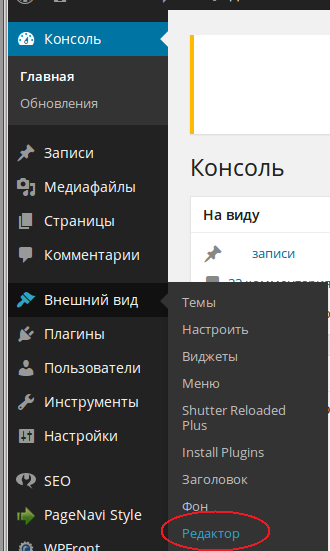 Консоль
Главная
Обновления
Записи
Медиафайлы
Страницы
Комментарии
Внешний вид
Плагины
Пользователи
Инструменты
Настройки
SEO
PageNavi Style
WPFront
Консоль
На виду
записи
Темы
Настроить
Виджеты
Меню
Shutter Reloaded
Plus
Install Plugins
Заголовок
Фон
Редактор